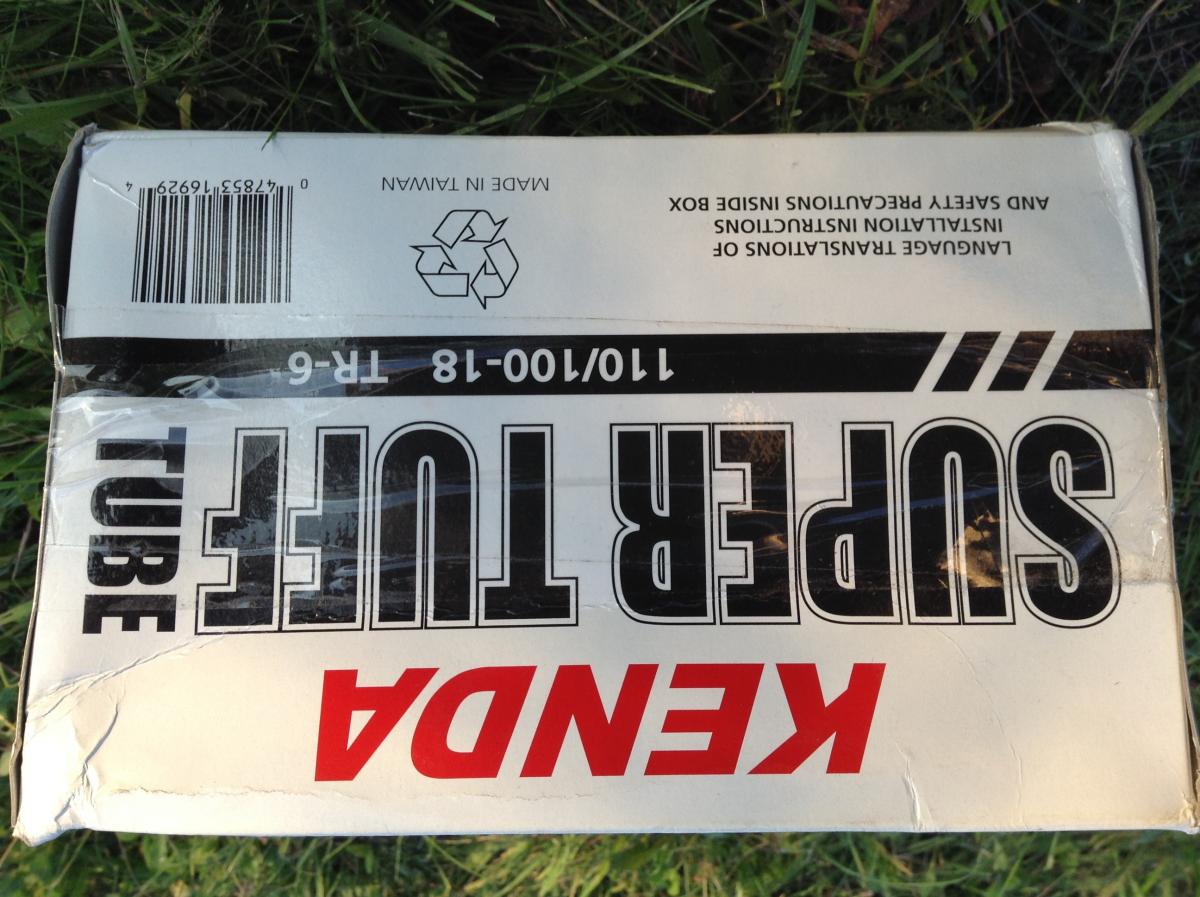 KENDA
SUPER TUFF
TUBE
110/100-18 TR-6
LANGUAGE TRANSLATIONS OF
INSTALLATION INSTRUCTIONS
AND SAFETY PRECAUTIONS INSIDE BOX
MADE IN TAIWAN
0 47853 16929 4